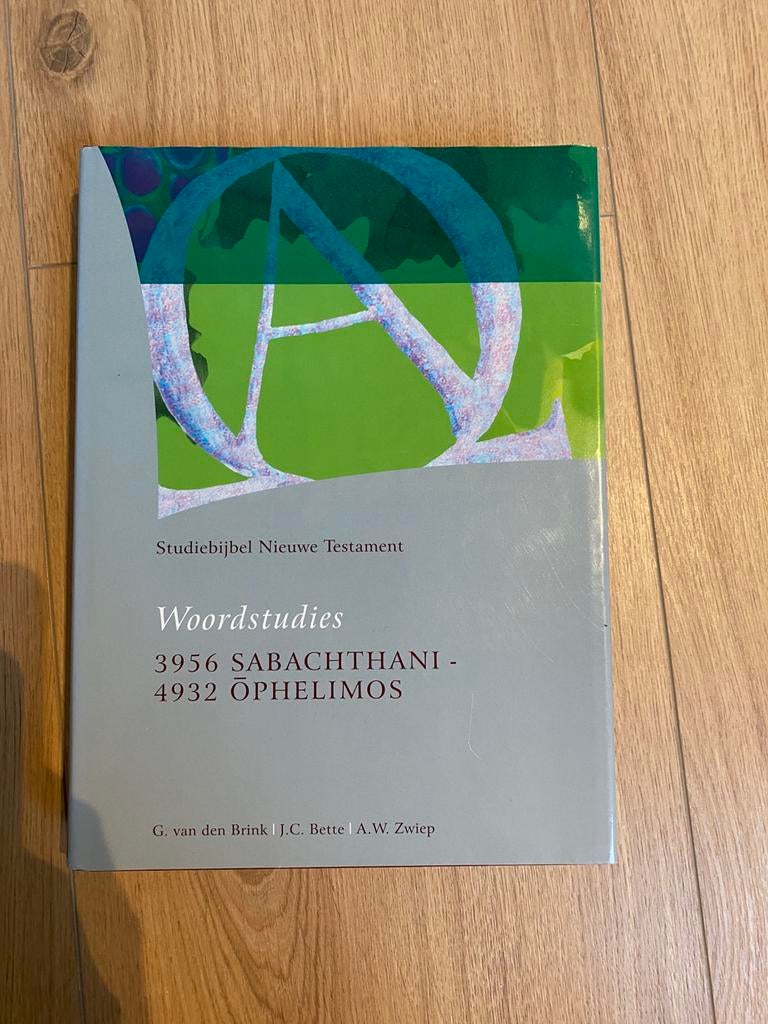 Studiebijbel Nieuwe Testament
Woordstudies
3956 SABACHTHANI -
4932 ŌPHELIMOS
G. van den Brink | J.C. Bette | A.W. Zwiep